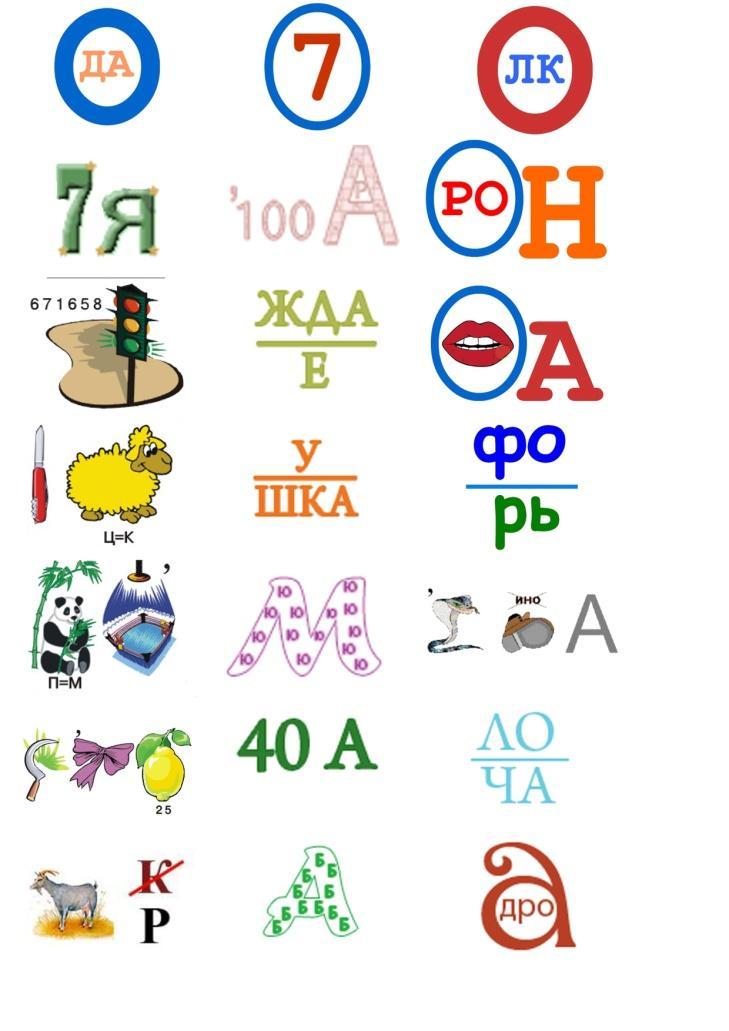 ДА 7 ЛК
7Я '100 А Р РО Н
671658 ЖДА
Е А
У ФО
ШКА рь
Ц=К
' Ю Ю Ю Ю Ю Ю Ю Ю Ю Ю Ю Ю ' ино А
П=М
' 40 А ЛО
ЧА
25
К Б Б Б Б Б Б Б Б Б Б Б Б дро
Р